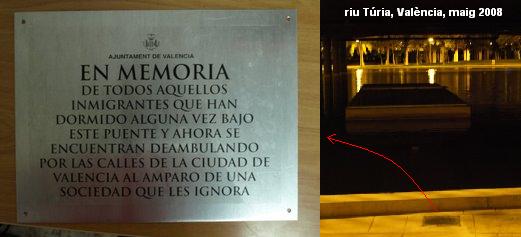 AJUNTAMENT DE VALENCIA
EN MEMORIA
DE TODOS AQUELLOS
INMIGRANTES QUE HAN
DORMIDO ALGUNA VEZ BAJO
ESTE PUENTE Y AHORA SE
ENCUENTRAN DEAMBULANDO
POR LAS CALLES DE LA CIUDAD DE
VALENCIA AL AMPARO DE UNA
SOCIEDAD QUE LES IGNORA
riu Túria, València, maig 2008